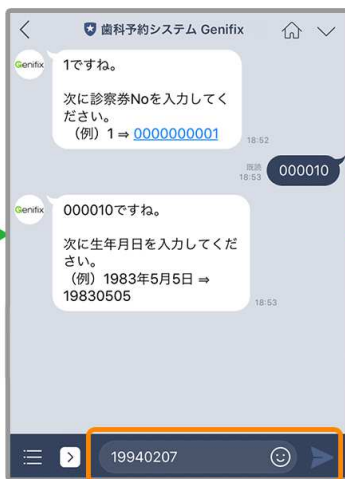 歯科予約システム Genifix
Genifix
1ですね。
次に診察券Noを入力してく
ださい。
（例）1 ⇒ 0000000001
18:52
既読
18:53
000010
Genifix
000010ですね。
次に生年月日を入力してくだ
さい。
（例）1983年5月5日 ⇒
19830505
18:53
19940207